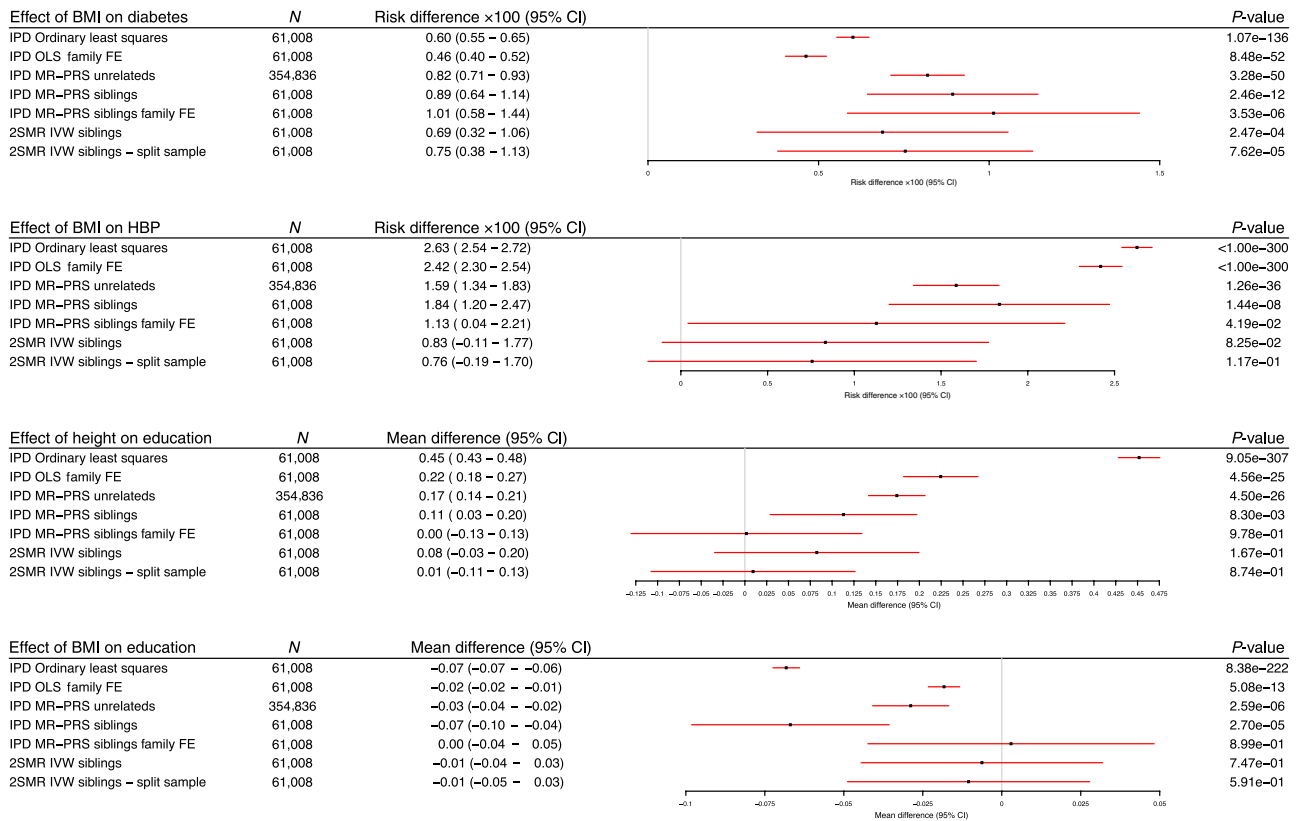 Effect of BMI on diabetes N Risk difference ×100 (95% CI) P-value
IPD Ordinary least squares 61,008 0.60 (0.55 − 0.65) 1.07e−136
IPD OLS family FE 61,008 0.46 (0.40 − 0.52) 8.48e−52
IPD MR−PRS unrelateds 354,836 0.82 (0.71 − 0.93) 3.28e−50
IPD MR−PRS siblings 61,008 0.89 (0.64 − 1.14) 2.46e−12
IPD MR−PRS siblings family FE 61,008 1.01 (0.58 − 1.44) 3.53e−06
2SMR IVW siblings 61,008 0.69 (0.32 − 1.06) 2.47e−04
2SMR IVW siblings − split sample 61,008 0.75 (0.38 − 1.13) 7.62e−05
0 0.5 1 1.5
Risk difference ×100 (95% CI)
Effect of BMI on HBP N Risk difference ×100 (95% CI) P-value
IPD Ordinary least squares 61,008 2.63 ( 2.54 − 2.72) <1.00e−300
IPD OLS family FE 61,008 2.42 ( 2.30 − 2.54) <1.00e−300
IPD MR−PRS unrelateds 354,836 1.59 ( 1.34 − 1.83) 1.26e−36
IPD MR−PRS siblings 61,008 1.84 ( 1.20 − 2.47) 1.44e−08
IPD MR−PRS siblings family FE 61,008 1.13 ( 0.04 − 2.21) 4.19e−02
2SMR IVW siblings 61,008 0.83 (−0.11 − 1.77) 8.25e−02
2SMR IVW siblings − split sample 61,008 0.76 (−0.19 − 1.70) 1.17e−01
0 0.5 1 1.5 2 2.5
Risk difference ×100 (95% CI)
Effect of height on education N Mean difference (95% CI) P-value
IPD Ordinary least squares 61,008 0.45 ( 0.43 − 0.48) 9.05e−307
IPD OLS family FE 61,008 0.22 ( 0.18 − 0.27) 4.56e−25
IPD MR−PRS unrelateds 354,836 0.17 ( 0.14 − 0.21) 4.50e−26
IPD MR−PRS siblings 61,008 0.11 ( 0.03 − 0.20) 8.30e−03
IPD MR−PRS siblings family FE 61,008 0.00 (−0.13 − 0.13) 9.78e−01
2SMR IVW siblings 61,008 0.08 (−0.03 − 0.20) 1.67e−01
2SMR IVW siblings − split sample 61,008 0.01 (−0.11 − 0.13) 8.74e−01
−0.125 −0.1 −0.075 −0.05 −0.025 0 0.025 0.05 0.075 0.1 0.125 0.15 0.175 0.2 0.225 0.25 0.275 0.3 0.325 0.35 0.375 0.4 0.425 0.45 0.475
Mean difference (95% CI)
Effect of BMI on education N Mean difference (95% CI) P-value
IPD Ordinary least squares 61,008 −0.07 (−0.07 − −0.06) 8.38e−222
IPD OLS family FE 61,008 −0.02 (−0.02 − −0.01) 5.08e−13
IPD MR−PRS unrelateds 354,836 −0.03 (−0.04 − −0.02) 2.59e−06
IPD MR−PRS siblings 61,008 −0.07 (−0.10 − −0.04) 2.70e−05
IPD MR−PRS siblings family FE 61,008 0.00 (−0.04 − 0.05) 8.99e−01
2SMR IVW siblings 61,008 −0.01 (−0.04 − 0.03) 7.47e−01
2SMR IVW siblings − split sample 61,008 −0.01 (−0.05 − 0.03) 5.91e−01
−0.1 −0.075 −0.05 −0.025 0 0.025 0.05
Mean difference (95% CI)